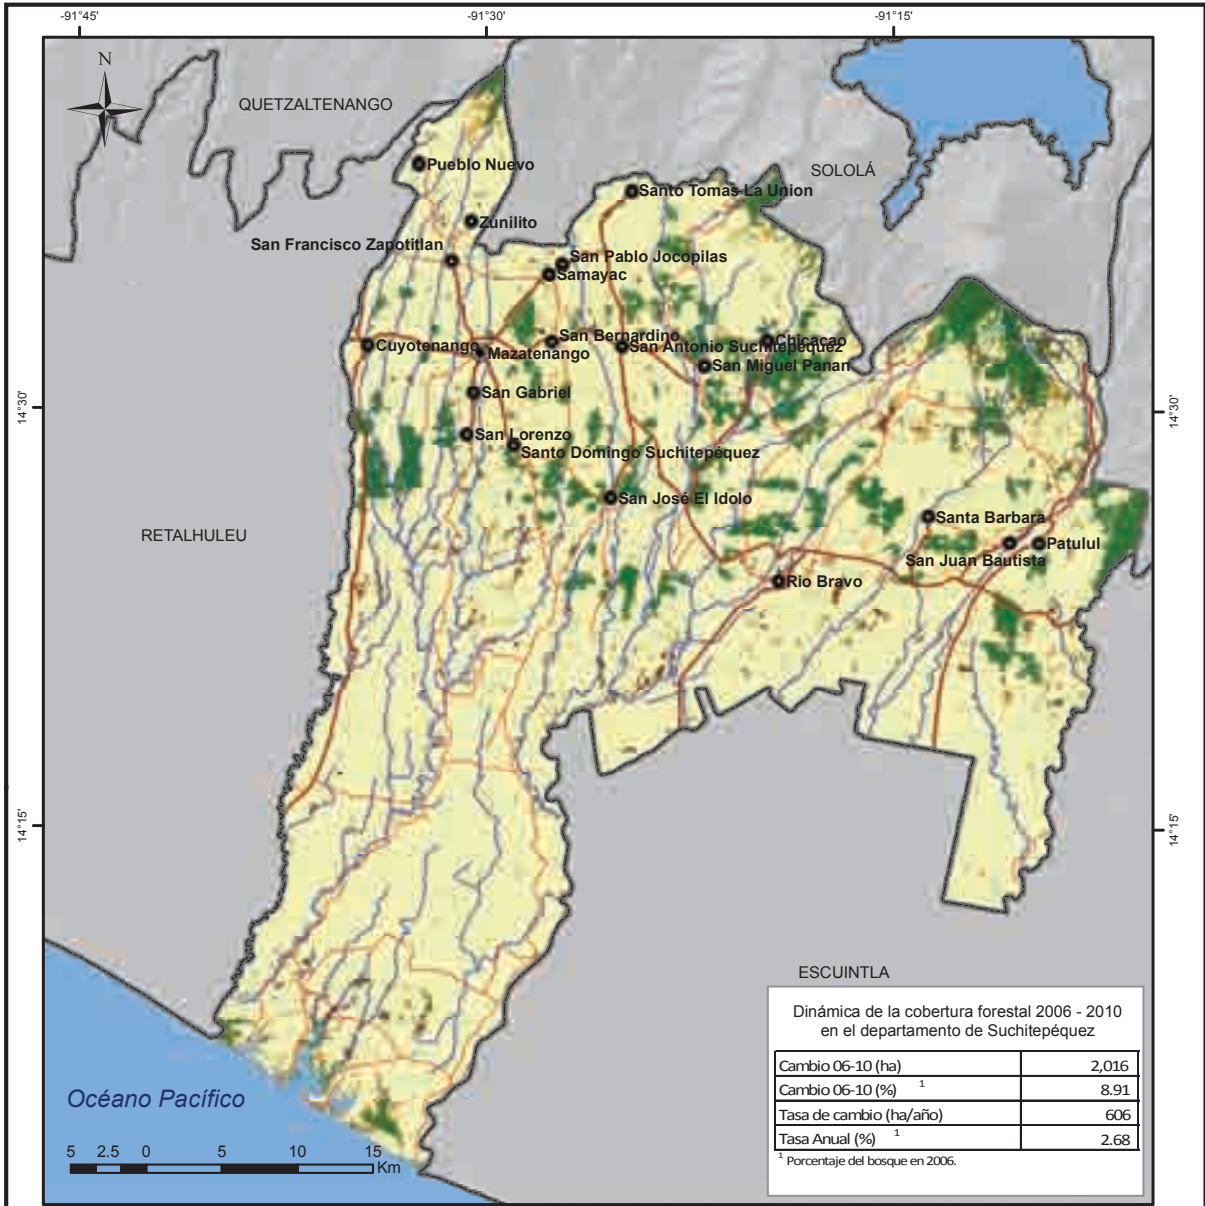 -91°45'
-91°30'
-91°15'
N
QUETZALTENANGO
SOLOLÁ
Pueblo Nuevo
Santo Tomas La Union
Zunilito
San Francisco Zapotitlan
San Pablo Jocopilas
Samayac
San Bernardino
Chicacao
Cuyotenango
San Antonio Suchitepéquez
Mazatenango
San Miguel Panan
San Gabriel
14°30'
14°30'
San Lorenzo
Santo Domingo Suchitepéquez
San José El Idolo
Santa Barbara
RETALHULEU
San Juan Bautista
Patulul
Rio Bravo
14°15'
14°15'
ESCUINTLA
Dinámica de la cobertura forestal 2006 - 2010
en el departamento de Suchitepéquez
Cambio 06-10 (ha) 2,016
Cambio 06-10 (%) 1 8.91
Tasa de cambio (ha/año) 606
Tasa Anual (%) 1 2.68
1 Porcentaje del bosque en 2006.
Océano Pacífico
5 2.5 0 5 10 15
Km